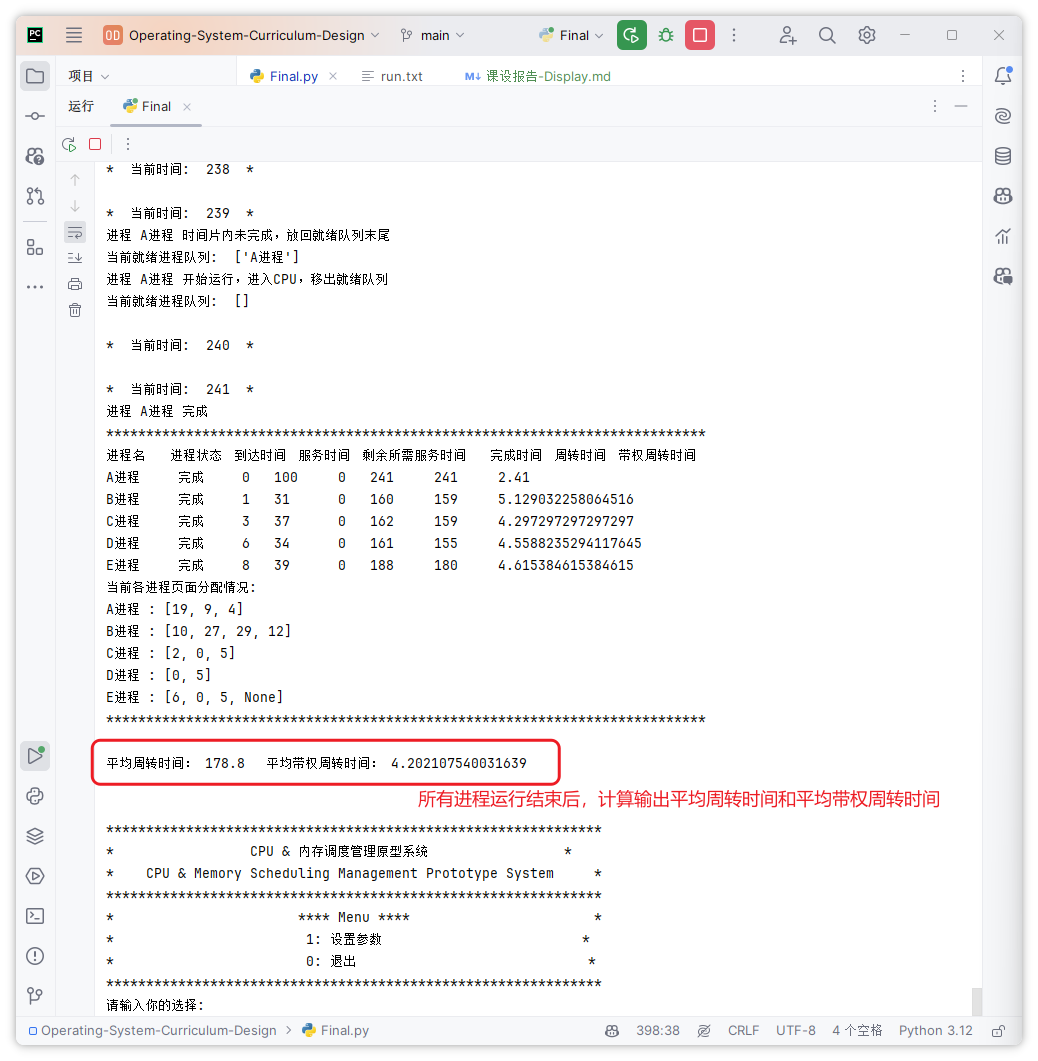 PC OD Operating-System-Curriculum-Design main Final
项目 Final.py run.txt M↓ 课设报告-Display.md
运行 Final
* 当前时间: 238 *
* 当前时间: 239 *
进程 A进程 时间片内未完成，放回就绪队列末尾
当前就绪进程队列: ['A进程']
进程 A进程 开始运行，进入CPU，移出就绪队列
当前就绪进程队列: []
* 当前时间: 240 *
* 当前时间: 241 *
进程 A进程 完成
***************************************************************************
进程名 进程状态 到达时间 服务时间 剩余所需服务时间 完成时间 周转时间 带权周转时间
A进程 完成 0 100 0 241 241 2.41
B进程 完成 1 31 0 160 159 5.129032258064516
C进程 完成 3 37 0 162 159 4.297297297297297
D进程 完成 6 34 0 161 155 4.5588235294117645
E进程 完成 8 39 0 188 180 4.615384615384615
当前各进程页面分配情况:
A进程 : [19, 9, 4]
B进程 : [10, 27, 29, 12]
C进程 : [2, 0, 5]
D进程 : [0, 5]
E进程 : [6, 0, 5, None]
***************************************************************************
平均周转时间: 178.8 平均带权周转时间: 4.202107540031639
所有进程运行结束后，计算输出平均周转时间和平均带权周转时间
**************************************************************
* CPU & 内存调度管理原型系统 *
* CPU & Memory Scheduling Management Prototype System *
**************************************************************
* **** Menu **** *
* 1: 设置参数 *
* 0: 退出 *
**************************************************************
请输入你的选择:
Operating-System-Curriculum-Design > Final.py 398:38 CRLF UTF-8 4 个空格 Python 3.12